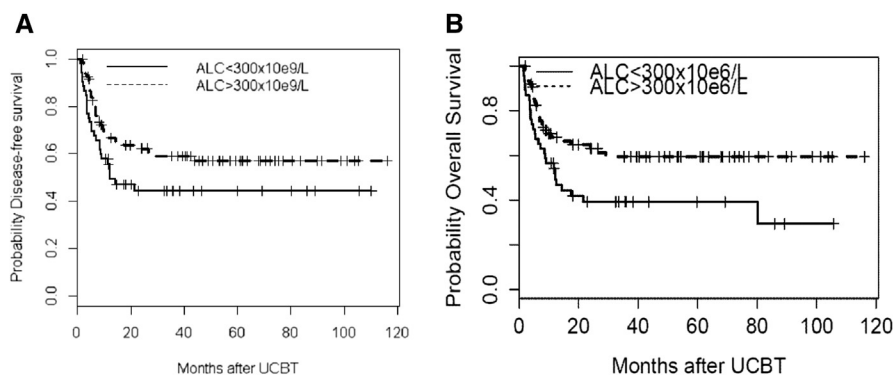 A
Probability Disease-free survival
1.0
0.8
0.6
0.4
0.2
0.0
ALC<300x10e9/L
ALC>300x10e9/L
0 20 40 60 80 100 120
Months after UCBT
B
Probability Overall Survival
0.8
0.4
0.0
ALC<300x10e6/L
ALC>300x10e6/L
0 20 40 60 80 100 120
Months after UCBT